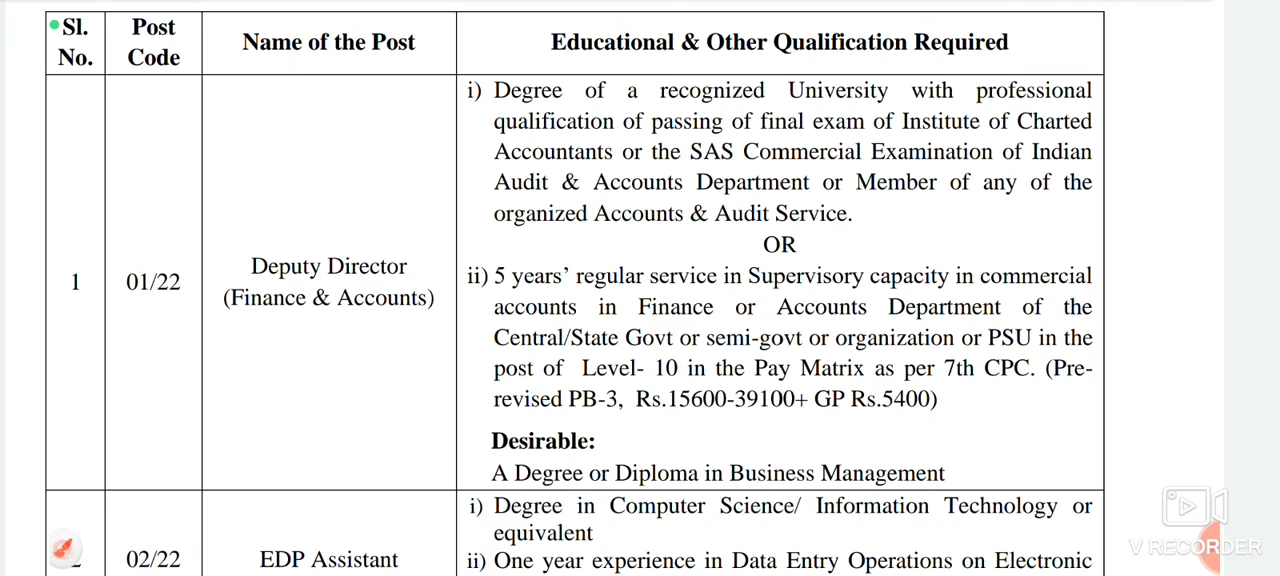 Sl. No.
Post Code
Name of the Post
Educational & Other Qualification Required
1
01/22
Deputy Director
(Finance & Accounts)
i) Degree of a recognized University with professional
qualification of passing of final exam of Institute of Charted
Accountants or the SAS Commercial Examination of Indian
Audit & Accounts Department or Member of any of the
organized Accounts & Audit Service.
OR
ii) 5 years’ regular service in Supervisory capacity in commercial
accounts in Finance or Accounts Department of the
Central/State Govt or semi-govt or organization or PSU in the
post of Level- 10 in the Pay Matrix as per 7th CPC. (Pre-
revised PB-3, Rs.15600-39100+ GP Rs.5400)
Desirable:
A Degree or Diploma in Business Management
02/22
EDP Assistant
i) Degree in Computer Science/ Information Technology or
equivalent
ii) One year experience in Data Entry Operations on Electronic
V RECORDER